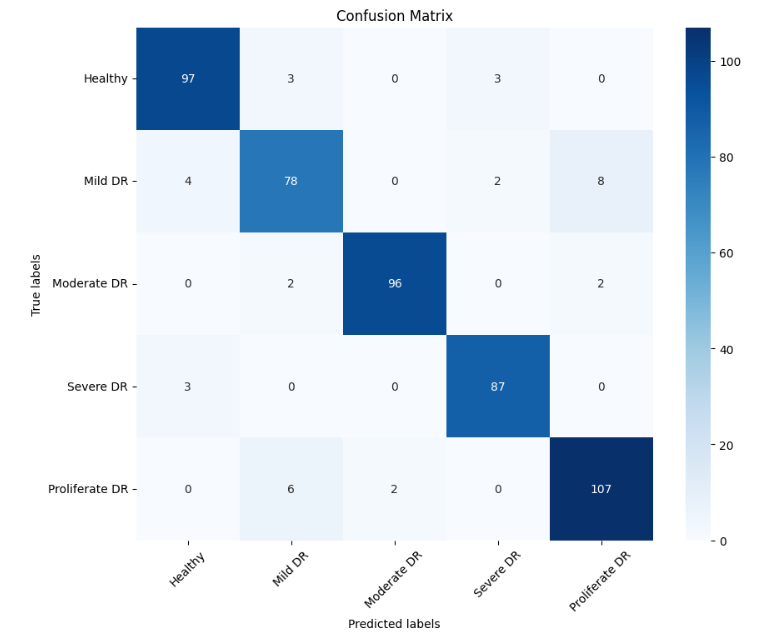 Confusion Matrix
True labels
Healthy 97 3 0 3 0
Mild DR 4 78 0 2 8
Moderate DR 0 2 96 0 2
Severe DR 3 0 0 87 0
Proliferate DR 0 6 2 0 107
Healthy Mild DR Moderate DR Severe DR Proliferate DR
Predicted labels
100
80
60
40
20
0